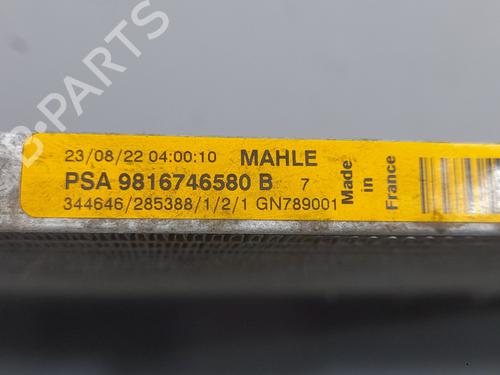 B-PARTS
23/08/22 04:00:10 MAHLE
PSA 9816746580 B 7
344646/285388/1/2/1 GN789001
Made
in
France